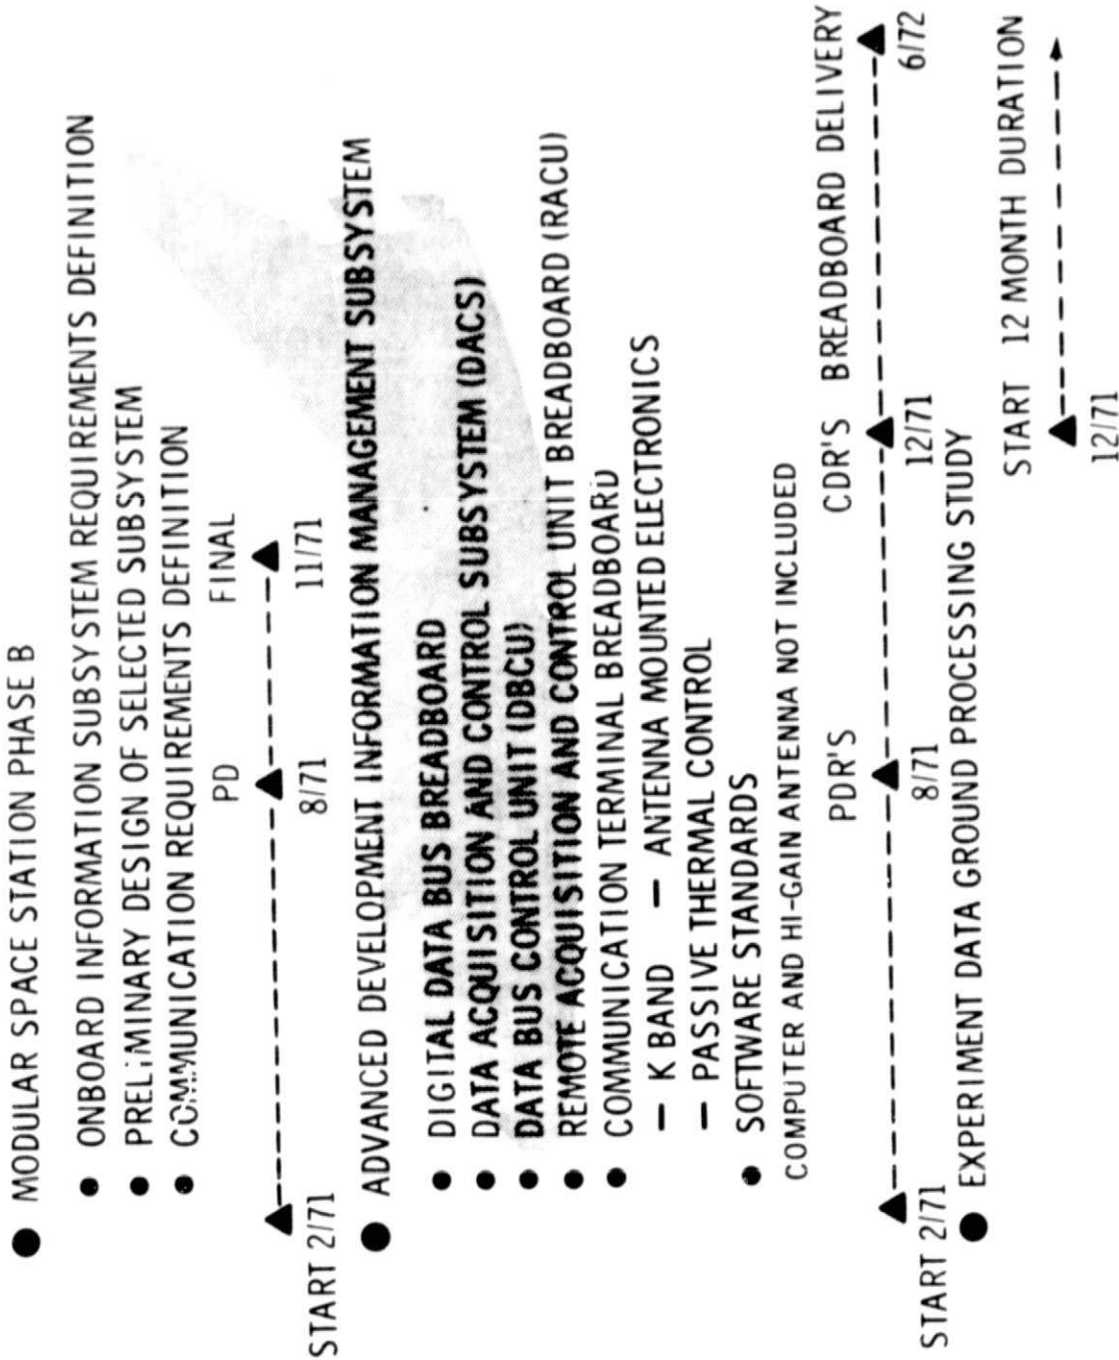 ● MODULAR SPACE STATION PHASE B
● ONBOARD INFORMATION SUBSYSTEM REQUIREMENTS DEFINITION
● PRELIMINARY DESIGN OF SELECTED SUBSYSTEM
● COMMUNICATION REQUIREMENTS DEFINITION
PD FINAL
START 2/71 8/71 11/71
● ADVANCED DEVELOPMENT INFORMATION MANAGEMENT SUBSYSTEM
● DIGITAL DATA BUS BREADBOARD
● DATA ACQUISITION AND CONTROL SUBSYSTEM (DACS)
● DATA BUS CONTROL UNIT (DBCU)
● REMOTE ACQUISITION AND CONTROL UNIT BREADBOARD (RACU)
● COMMUNICATION TERMINAL BREADBOARD
— K BAND — ANTENNA MOUNTED ELECTRONICS
— PASSIVE THERMAL CONTROL
● SOFTWARE STANDARDS
COMPUTER AND HI-GAIN ANTENNA NOT INCLUDED
PDR'S CDR'S BREADBOARD DELIVERY
START 2/71 8/71 12/71 6/72
● EXPERIMENT DATA GROUND PROCESSING STUDY
START 12 MONTH DURATION
12/71